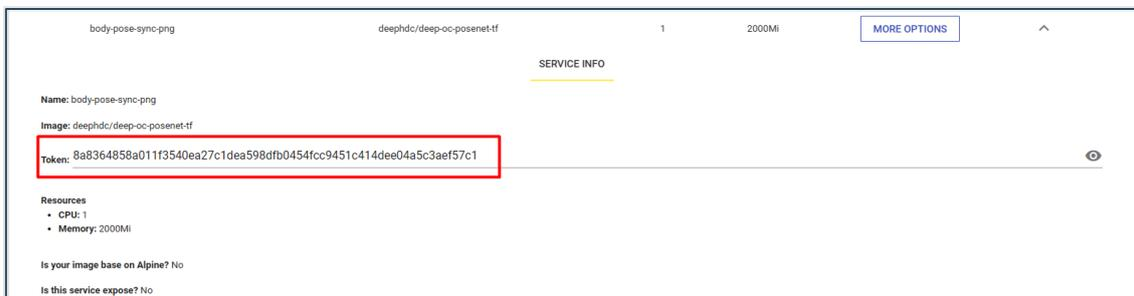 body-pose-sync-png deephdc/deep-oc-posenet-tf 1 2000Mi MORE OPTIONS
SERVICE INFO
Name: body-pose-sync-png
Image: deephdc/deep-oc-posenet-tf
Token: 8a8364858a011f3540ea27c1dea598dfb0454fcc9451c414dee04a5c3aef57c1
Resources
• CPU: 1
• Memory: 2000Mi
Is your image base on Alpine? No
Is this service expose? No